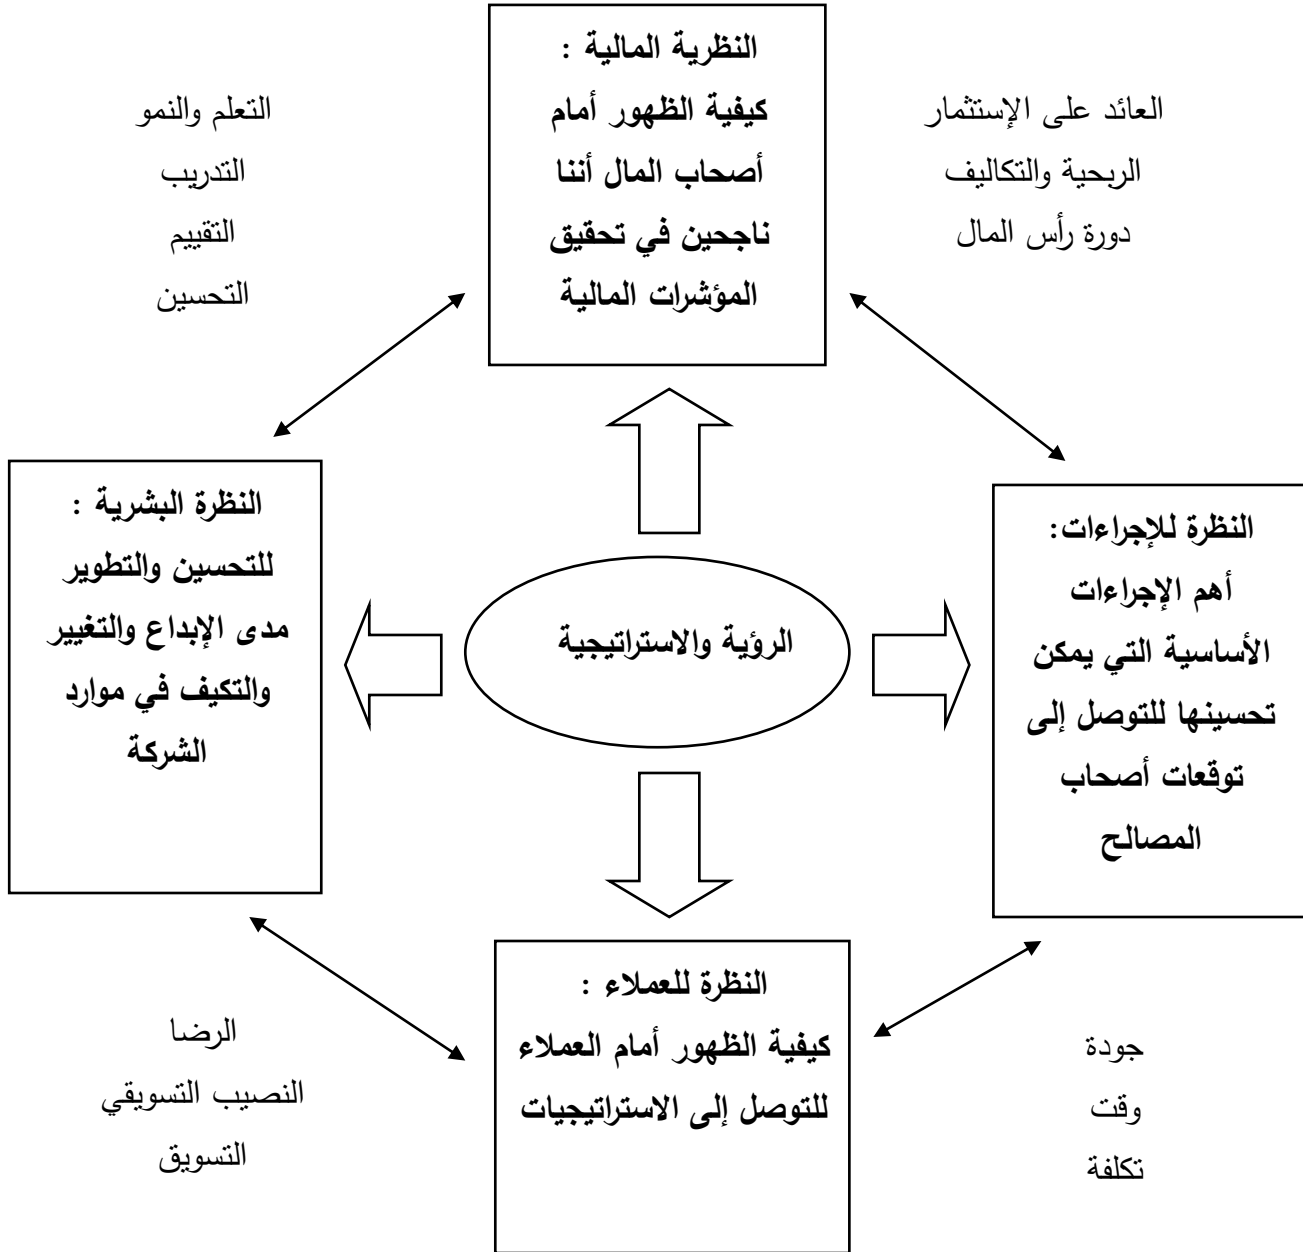 النظرية المالية :
كيفية الظهور أمام
أصحاب المال أننا
ناجحين في تحقيق
المؤشرات المالية
العائد على الإستثمار
الربحية والتكاليف
دورة رأس المال
التعلم والنمو
التدريب
التقييم
التحسين
النظرة للإجراءات:
أهم الإجراءات
الأساسية التي يمكن
تحسينها للتوصل إلى
توقعات أصحاب
المصالح
الرؤية والاستراتيجية
النظرة البشرية :
للتحسين والتطوير
مدى الإبداع والتغيير
والتكيف في موارد
الشركة
النظرة للعملاء :
كيفية الظهور أمام العملاء
للتوصل إلى الاستراتيجيات
جودة
وقت
تكلفة
الرضا
النصيب التسويقي
التسويق